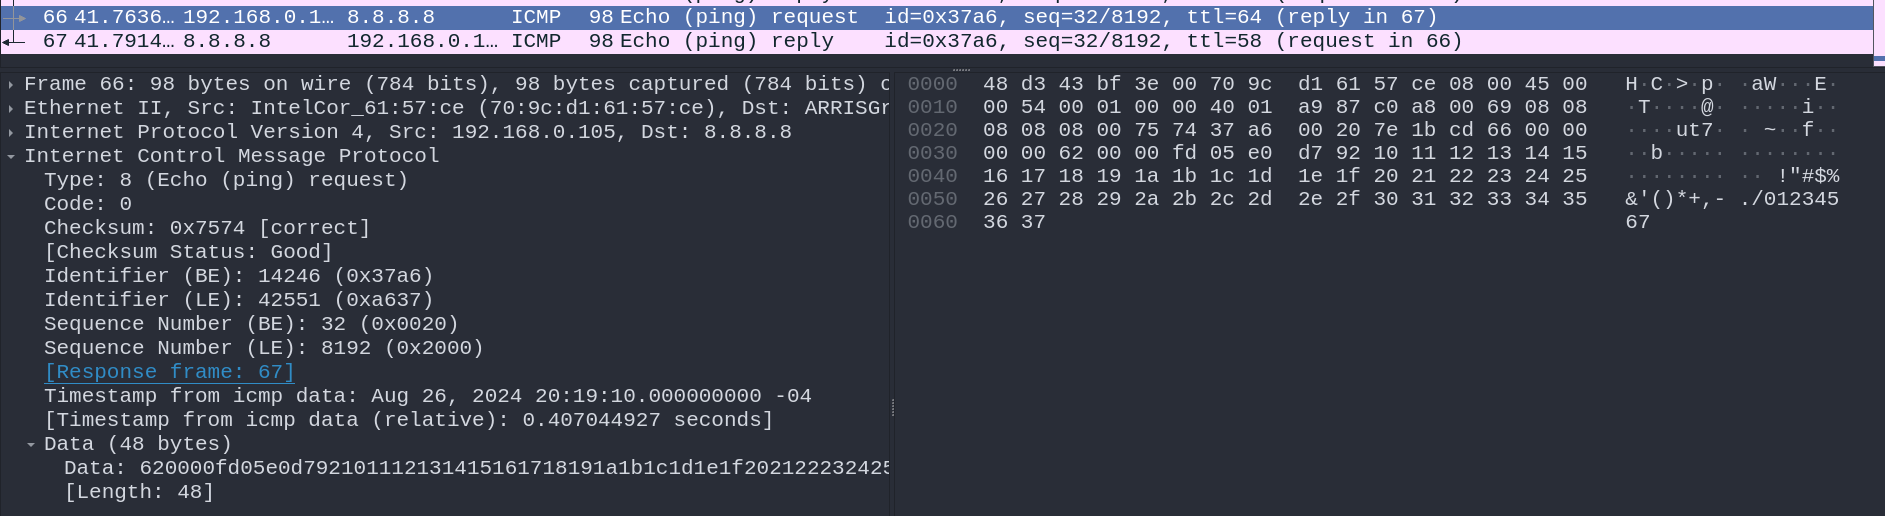 66 41.7636… 192.168.0.1… 8.8.8.8 ICMP 98 Echo (ping) request id=0x37a6, seq=32/8192, ttl=64 (reply in 67)
67 41.7914… 8.8.8.8 192.168.0.1… ICMP 98 Echo (ping) reply id=0x37a6, seq=32/8192, ttl=58 (request in 66)
Frame 66: 98 bytes on wire (784 bits), 98 bytes captured (784 bits) o
Ethernet II, Src: IntelCor_61:57:ce (70:9c:d1:61:57:ce), Dst: ARRISGr
Internet Protocol Version 4, Src: 192.168.0.105, Dst: 8.8.8.8
Internet Control Message Protocol
Type: 8 (Echo (ping) request)
Code: 0
Checksum: 0x7574 [correct]
[Checksum Status: Good]
Identifier (BE): 14246 (0x37a6)
Identifier (LE): 42551 (0xa637)
Sequence Number (BE): 32 (0x0020)
Sequence Number (LE): 8192 (0x2000)
[Response frame: 67]
Timestamp from icmp data: Aug 26, 2024 20:19:10.000000000 -04
[Timestamp from icmp data (relative): 0.407044927 seconds]
Data (48 bytes)
Data: 620000fd05e0d792101112131415161718191a1b1c1d1e1f202122232425
[Length: 48]
0000 48 d3 43 bf 3e 00 70 9c d1 61 57 ce 08 00 45 00 H·C·>·p· ·aW···E·
0010 00 54 00 01 00 00 40 01 a9 87 c0 a8 00 69 08 08 ·T····@· ·····i··
0020 08 08 08 00 75 74 37 a6 00 20 7e 1b cd 66 00 00 ····ut7· · ~··f··
0030 00 00 62 00 00 fd 05 e0 d7 92 10 11 12 13 14 15 ··b····· ········
0040 16 17 18 19 1a 1b 1c 1d 1e 1f 20 21 22 23 24 25 ········ ·· !"#$%
0050 26 27 28 29 2a 2b 2c 2d 2e 2f 30 31 32 33 34 35 &'()*+,- ./012345
0060 36 37 67